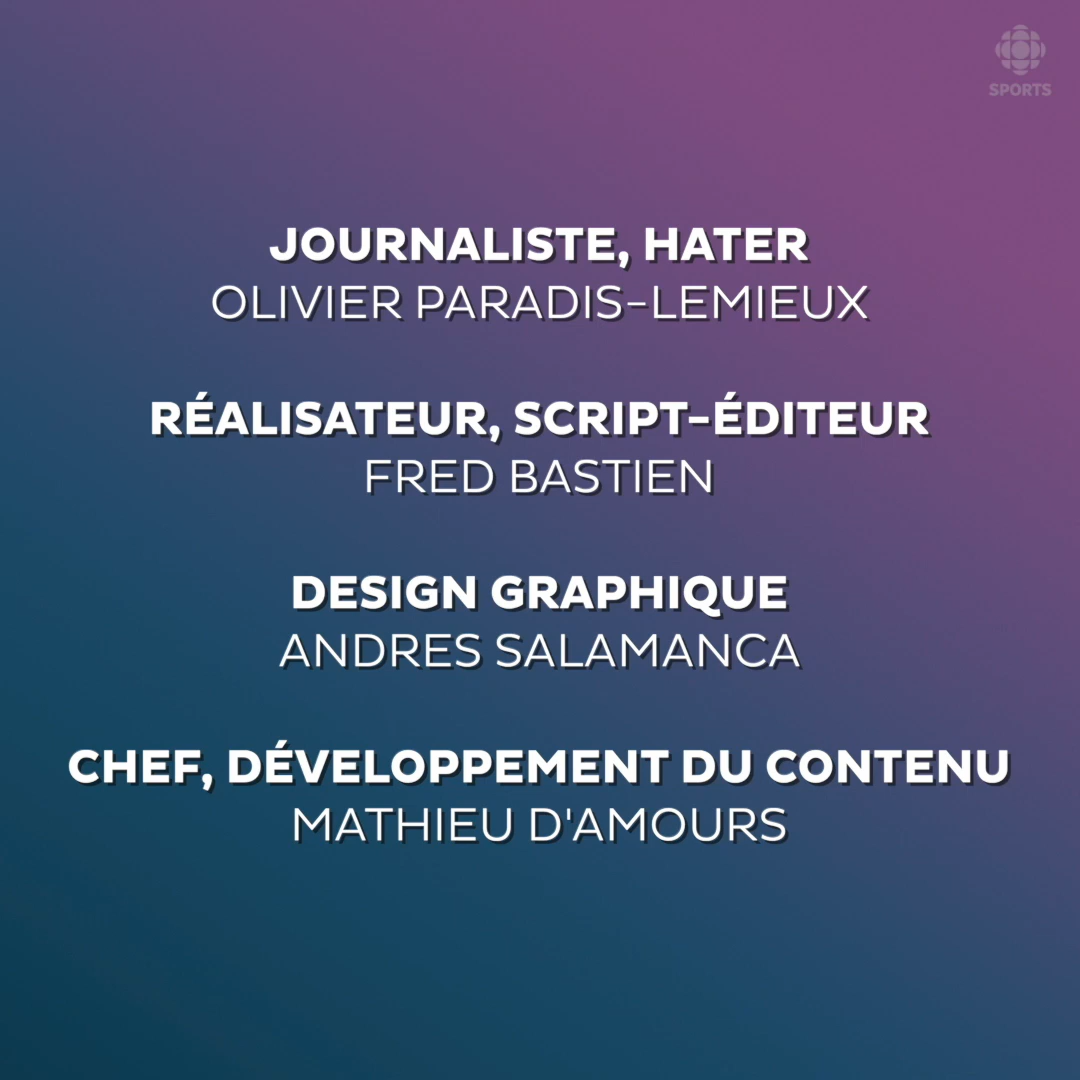 SPORTS
JOURNALISTE, HATER
OLIVIER PARADIS-LEMIEUX
RÉALISATEUR, SCRIPT-ÉDITEUR
FRED BASTIEN
DESIGN GRAPHIQUE
ANDRES SALAMANCA
CHEF, DÉVELOPPEMENT DU CONTENU
MATHIEU D'AMOURS